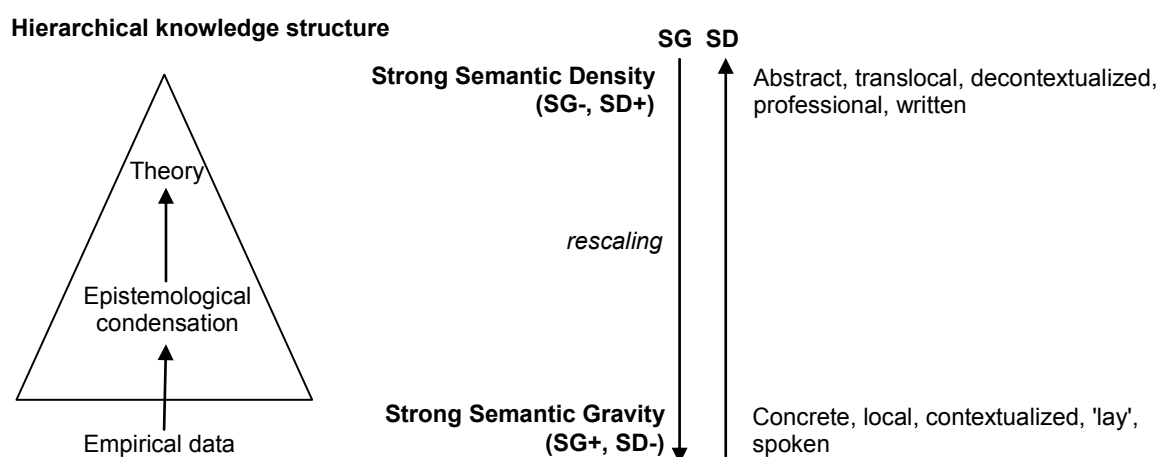 Hierarchical knowledge structure
Theory
Epistemological
condensation
Empirical data
SG SD
Strong Semantic Density
(SG-, SD+)
Abstract, translocal, decontextualized,
professional, written
rescaling
Strong Semantic Gravity
(SG+, SD-)
Concrete, local, contextualized, 'lay',
spoken